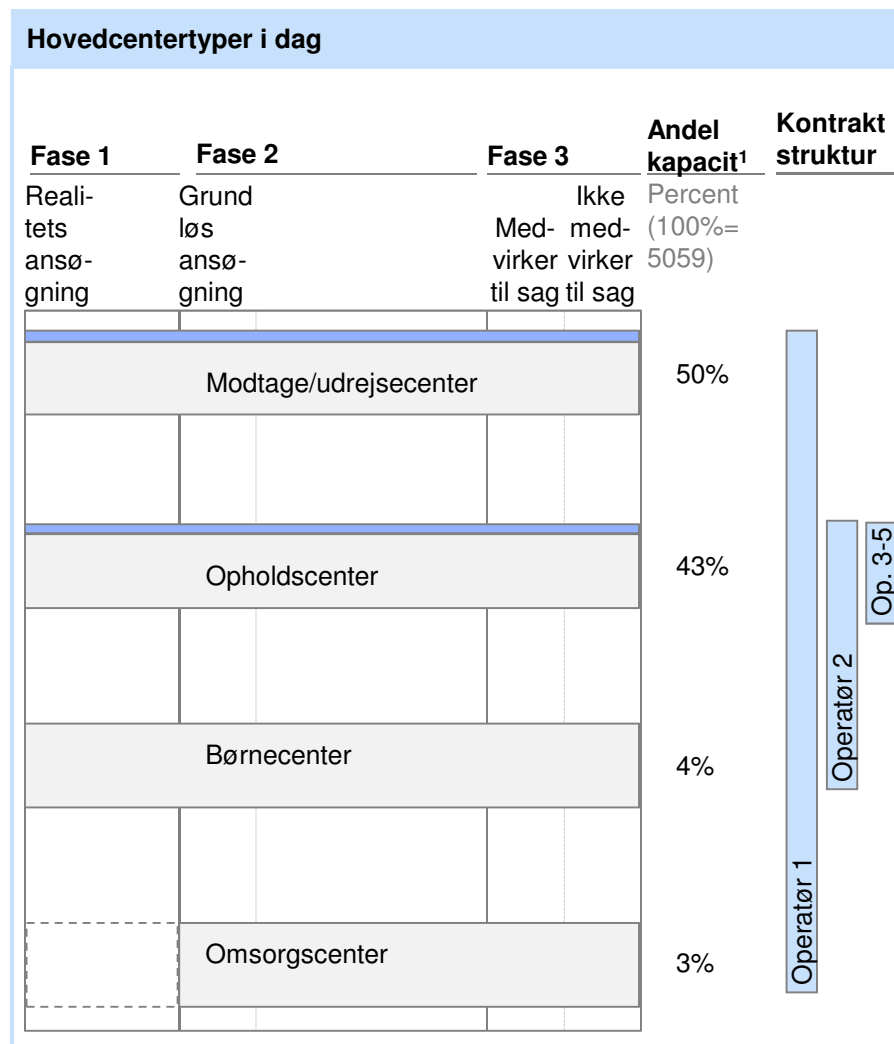 Hovedcentertyper i dag
Fase 1
Fase 2
Fase 3
Andel
kapacit¹
Kontrakt
struktur
Reali-
tets
ansø-
gning
Grund
løs
ansø-
gning
Med-
virker
til sag
Ikke
med-
virker
til sag
Percent
(100%=
5059)
Modtage/udrejsecenter
50%
Opholdscenter
43%
Børnecenter
4%
Omsorgscenter
3%
Operatør 1
Operatør 2
Op. 3-5